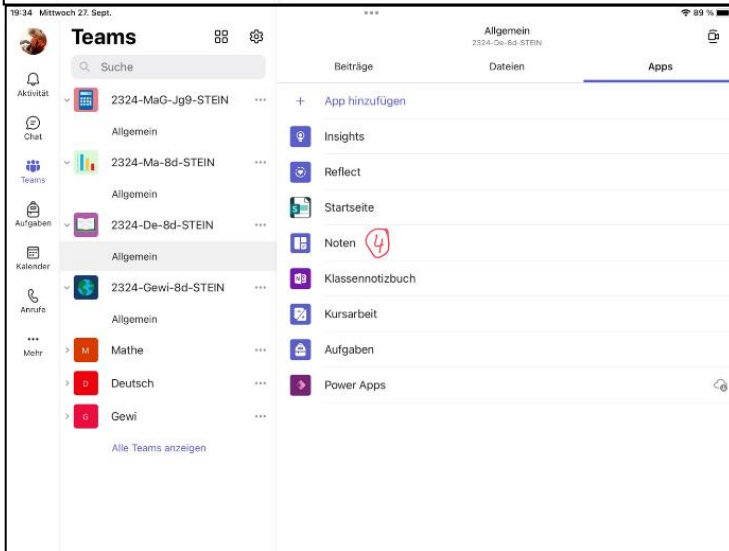 19:34 Mittwoch 27. Sept.
89 %
Teams
Suche
Aktivität
Chat
Teams
Aufgaben
Kalender
Anrufe
Mehr
2324-MaG-Jg9-STEIN
Allgemein
2324-Ma-8d-STEIN
Allgemein
2324-De-8d-STEIN
Allgemein
2324-Gewi-8d-STEIN
Allgemein
M Mathe
D Deutsch
G Gewi
Alle Teams anzeigen
Allgemein
2324-De-8d-STEIN
Beiträge Dateien Apps
+ App hinzufügen
Insights
Reflect
Startseite
Noten 4
Klassennotizbuch
Kursarbeit
Aufgaben
Power Apps